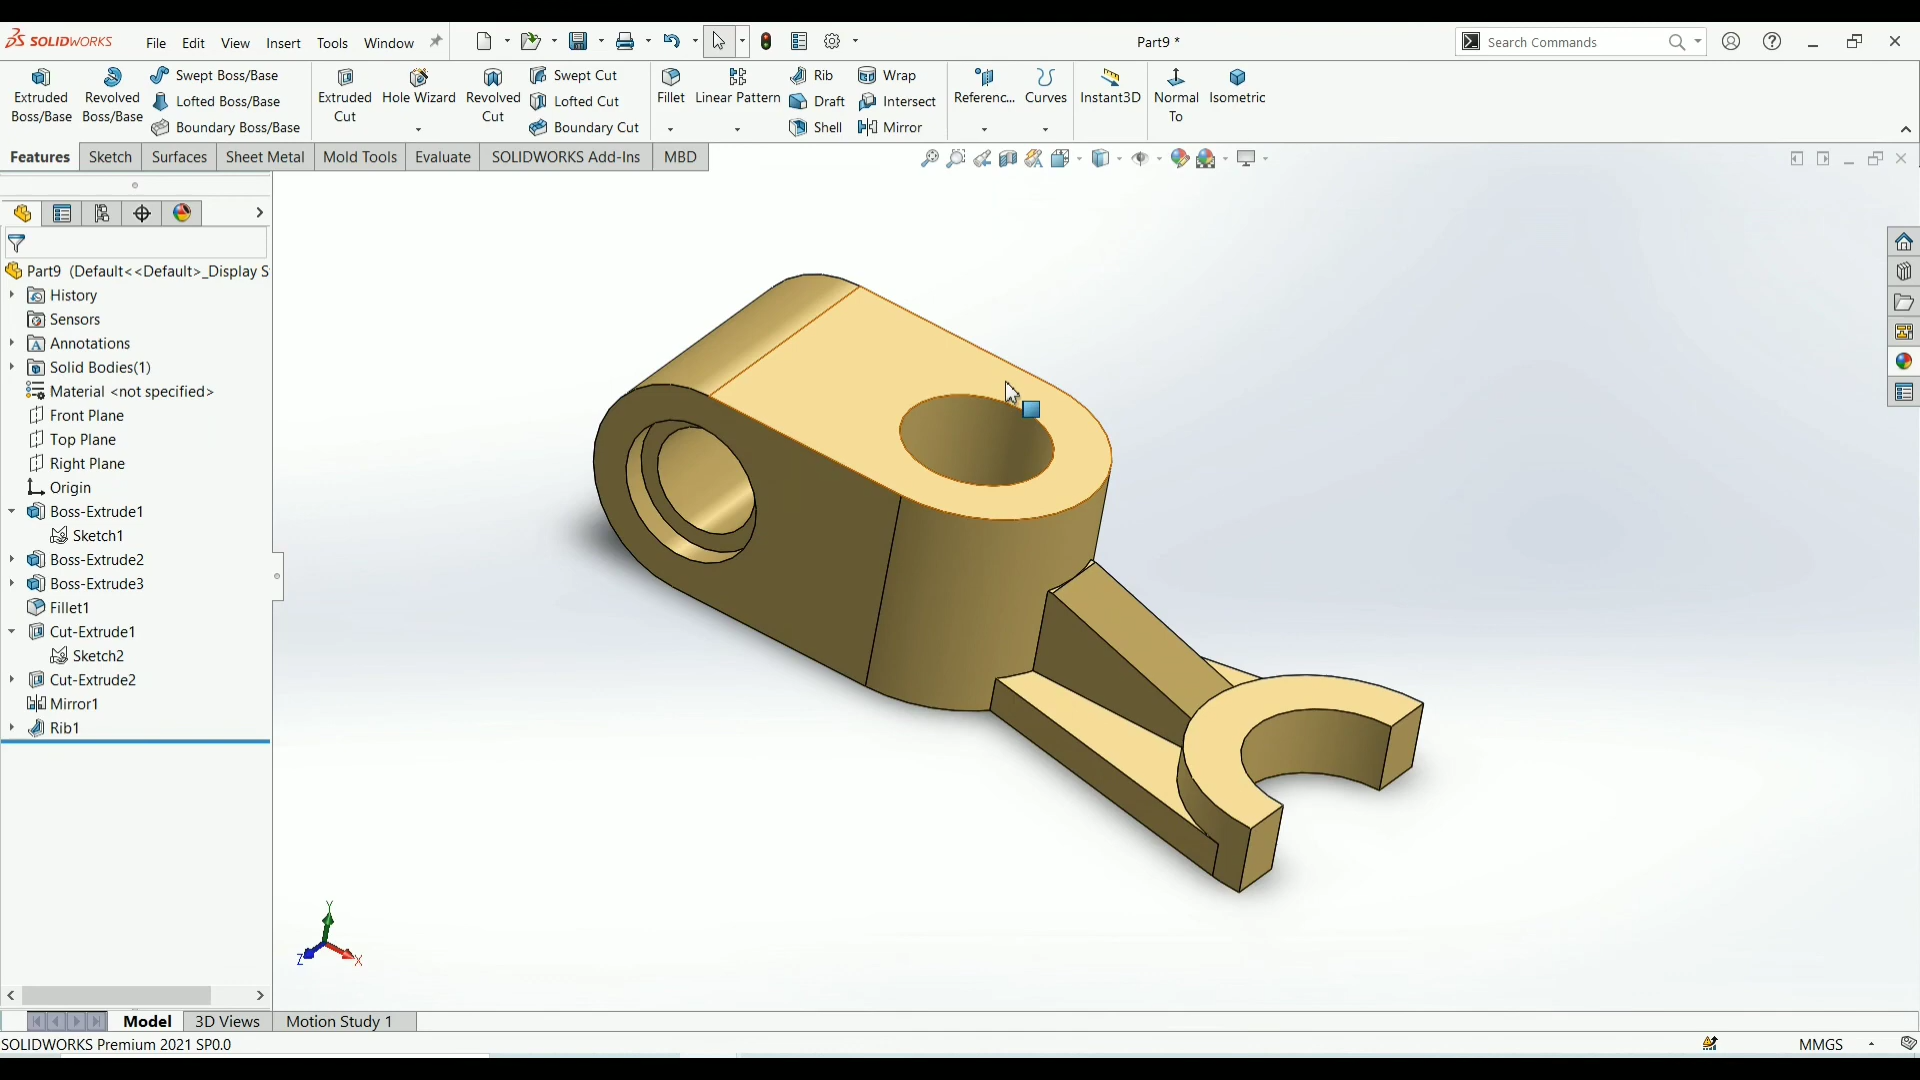 SOLIDWORKS File Edit View Insert Tools Window Part9 * Search Commands
Extruded Boss/Base
Revolved Boss/Base
Swept Boss/Base
Lofted Boss/Base
Boundary Boss/Base
Extruded Cut
Hole Wizard
Revolved Cut
Swept Cut
Lofted Cut
Boundary Cut
Fillet
Linear Pattern
Rib
Draft
Shell
Wrap
Intersect
Mirror
Referenc...
Curves
Instant3D
Normal To
Isometric
Features Sketch Surfaces Sheet Metal Mold Tools Evaluate SOLIDWORKS Add-Ins MBD
Part9 (Default<<Default>_Display S
History
Sensors
Annotations
Solid Bodies(1)
Material <not specified>
Front Plane
Top Plane
Right Plane
Origin
Boss-Extrude1
Sketch1
Boss-Extrude2
Boss-Extrude3
Fillet1
Cut-Extrude1
Sketch2
Cut-Extrude2
Mirror1
Rib1
Y
Z
X
Model 3D Views Motion Study 1
SOLIDWORKS Premium 2021 SP0.0 MMGS